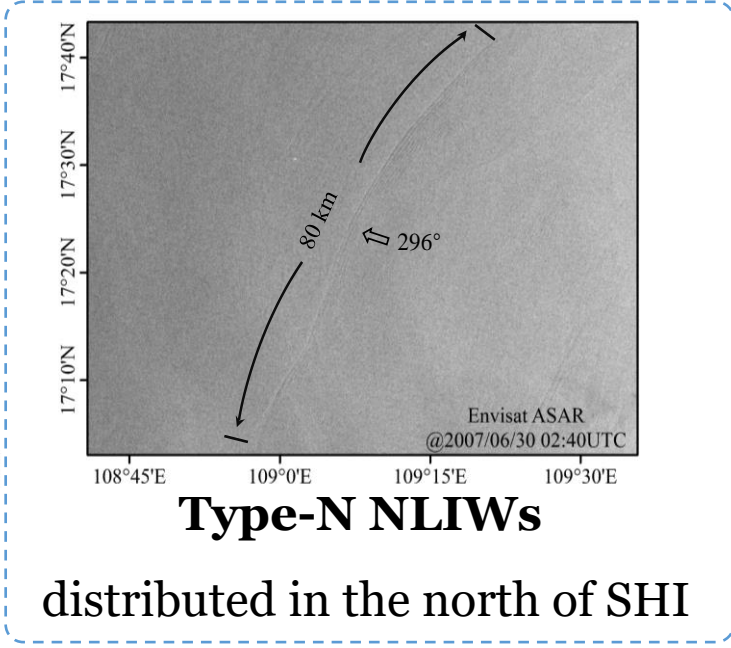 17°40'N
17°30'N
17°20'N
17°10'N
80 km
296°
Envisat ASAR
@2007/06/30 02:40UTC
108°45'E
109°0'E
109°15'E
109°30'E
Type-N NLIWs
distributed in the north of SHI